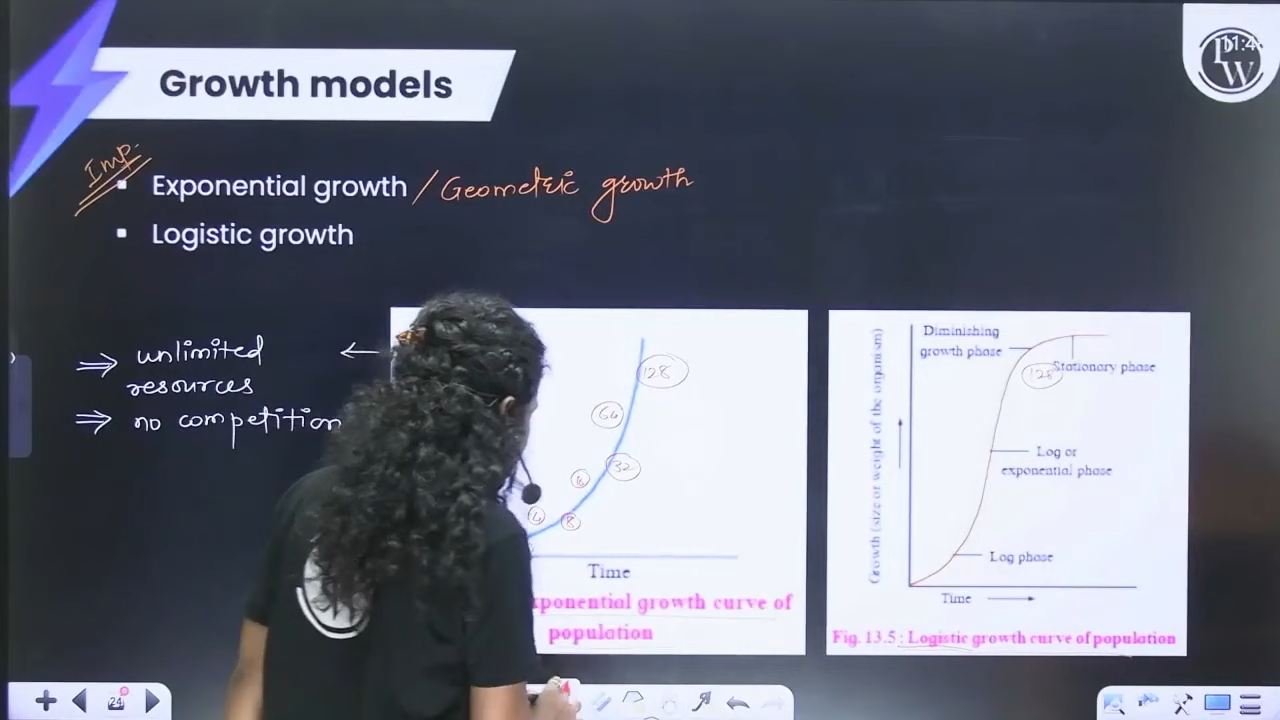 Growth models
Imp.
▪ Exponential growth / Geometric growth
▪ Logistic growth
⇒ unlimited ←
resources
⇒ no competition
128
64
32
4
8
Time
xponential growth curve of
population
Growth (size or weight of the organism)
Diminishing
growth phase
Stationary phase
128
Log or
exponential phase
Log phase
Time
Fig. 13.5 : Logistic growth curve of population
24